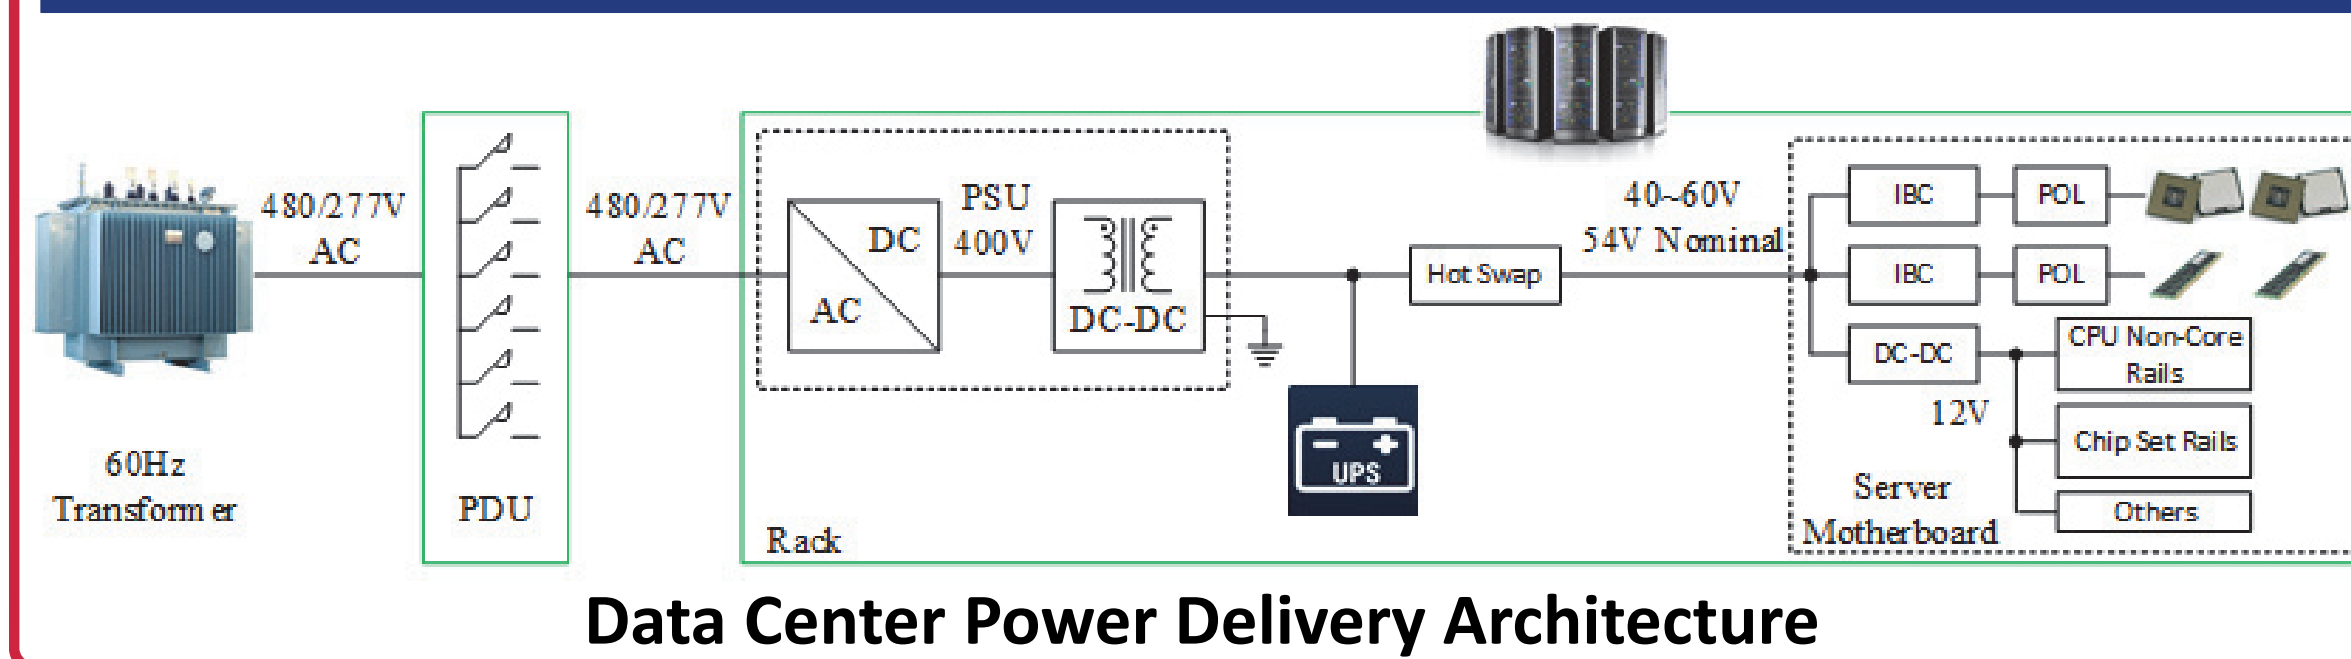 480/277V
AC
480/277V
AC
PSU
400V
DC
AC
DC-DC
Hot Swap
40~60V
54V Nominal
IBC
POL
IBC
POL
DC-DC
12V
CPU Non-Core
Rails
Chip Set Rails
Others
UPS
60Hz
Transformer
PDU
Rack
Server
Motherboard
Data Center Power Delivery Architecture